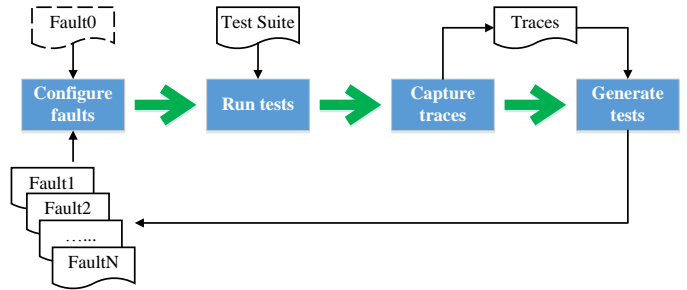 Fault0
Test Suite
Traces
Configure
faults
Run tests
Capture
traces
Generate
tests
Fault1
Fault2
…...
FaultN